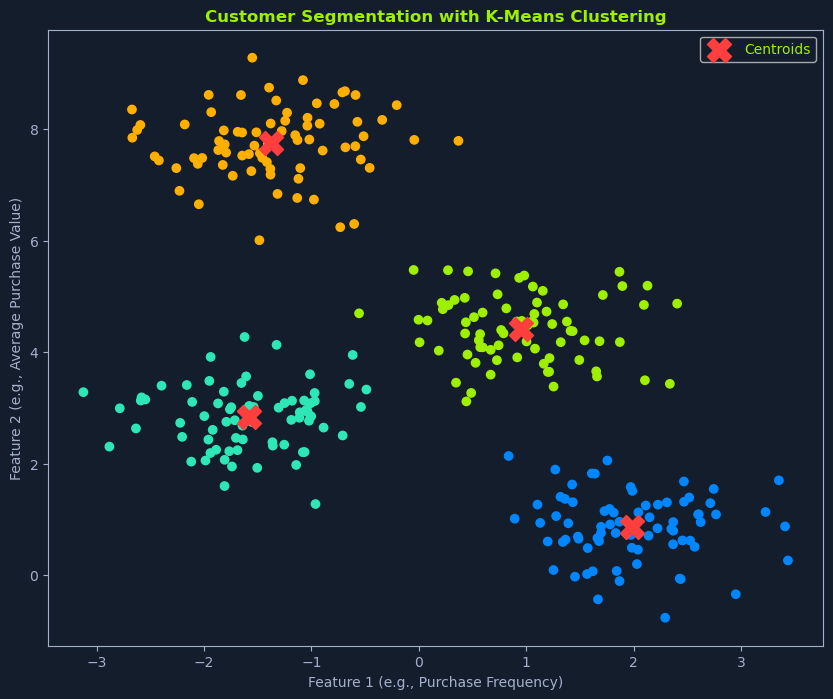 Customer Segmentation with K-Means Clustering
Centroids
Feature 2 (e.g., Average Purchase Value)
8
6
4
2
0
−3 −2 −1 0 1 2 3
Feature 1 (e.g., Purchase Frequency)